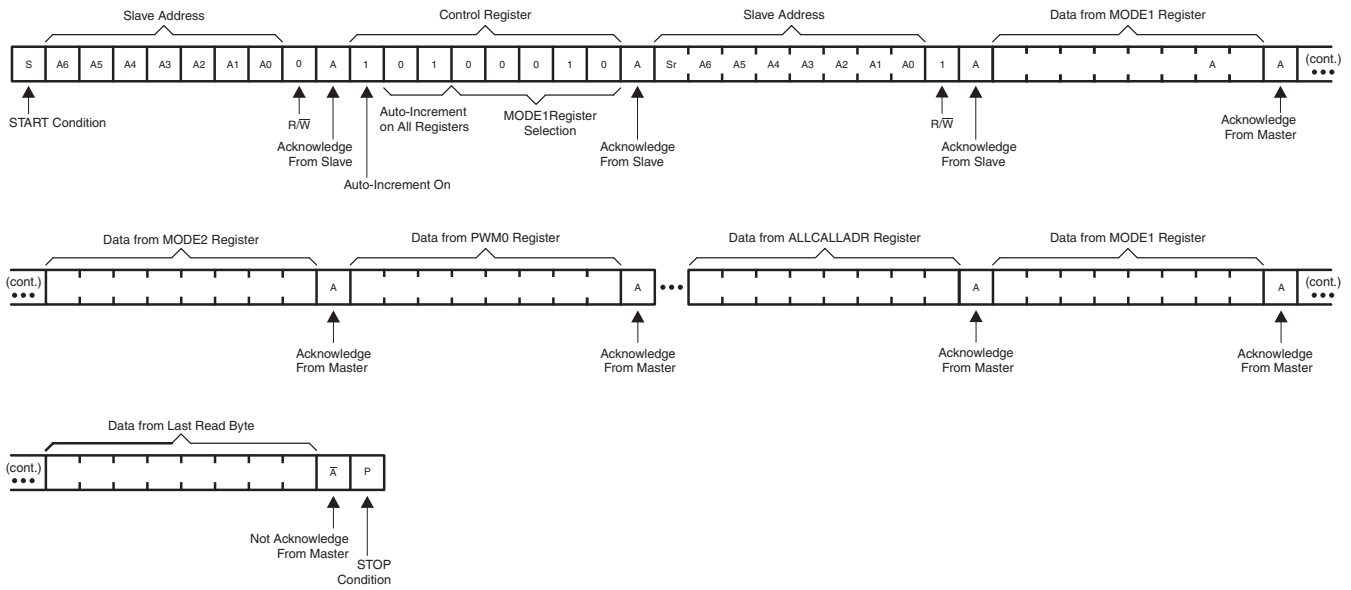 Slave Address Control Register Slave Address Data from MODE1 Register
S A6 A5 A4 A3 A2 A1 A0 0 A 1 0 1 0 0 0 1 0 A Sr A6 A5 A4 A3 A2 A1 A0 1 A A A (cont.)
START Condition
R/W̅
Acknowledge
From Slave
Auto-Increment On
Auto-Increment
on All Registers
MODE1Register
Selection
Acknowledge
From Slave
R/W̅
Acknowledge
From Slave
Acknowledge
From Master
Data from MODE2 Register Data from PWM0 Register Data from ALLCALLADR Register Data from MODE1 Register
(cont.) A A A A (cont.)
Acknowledge
From Master
Acknowledge
From Master
Acknowledge
From Master
Acknowledge
From Master
Data from Last Read Byte
(cont.) A̅ P
Not Acknowledge
From Master
STOP
Condition